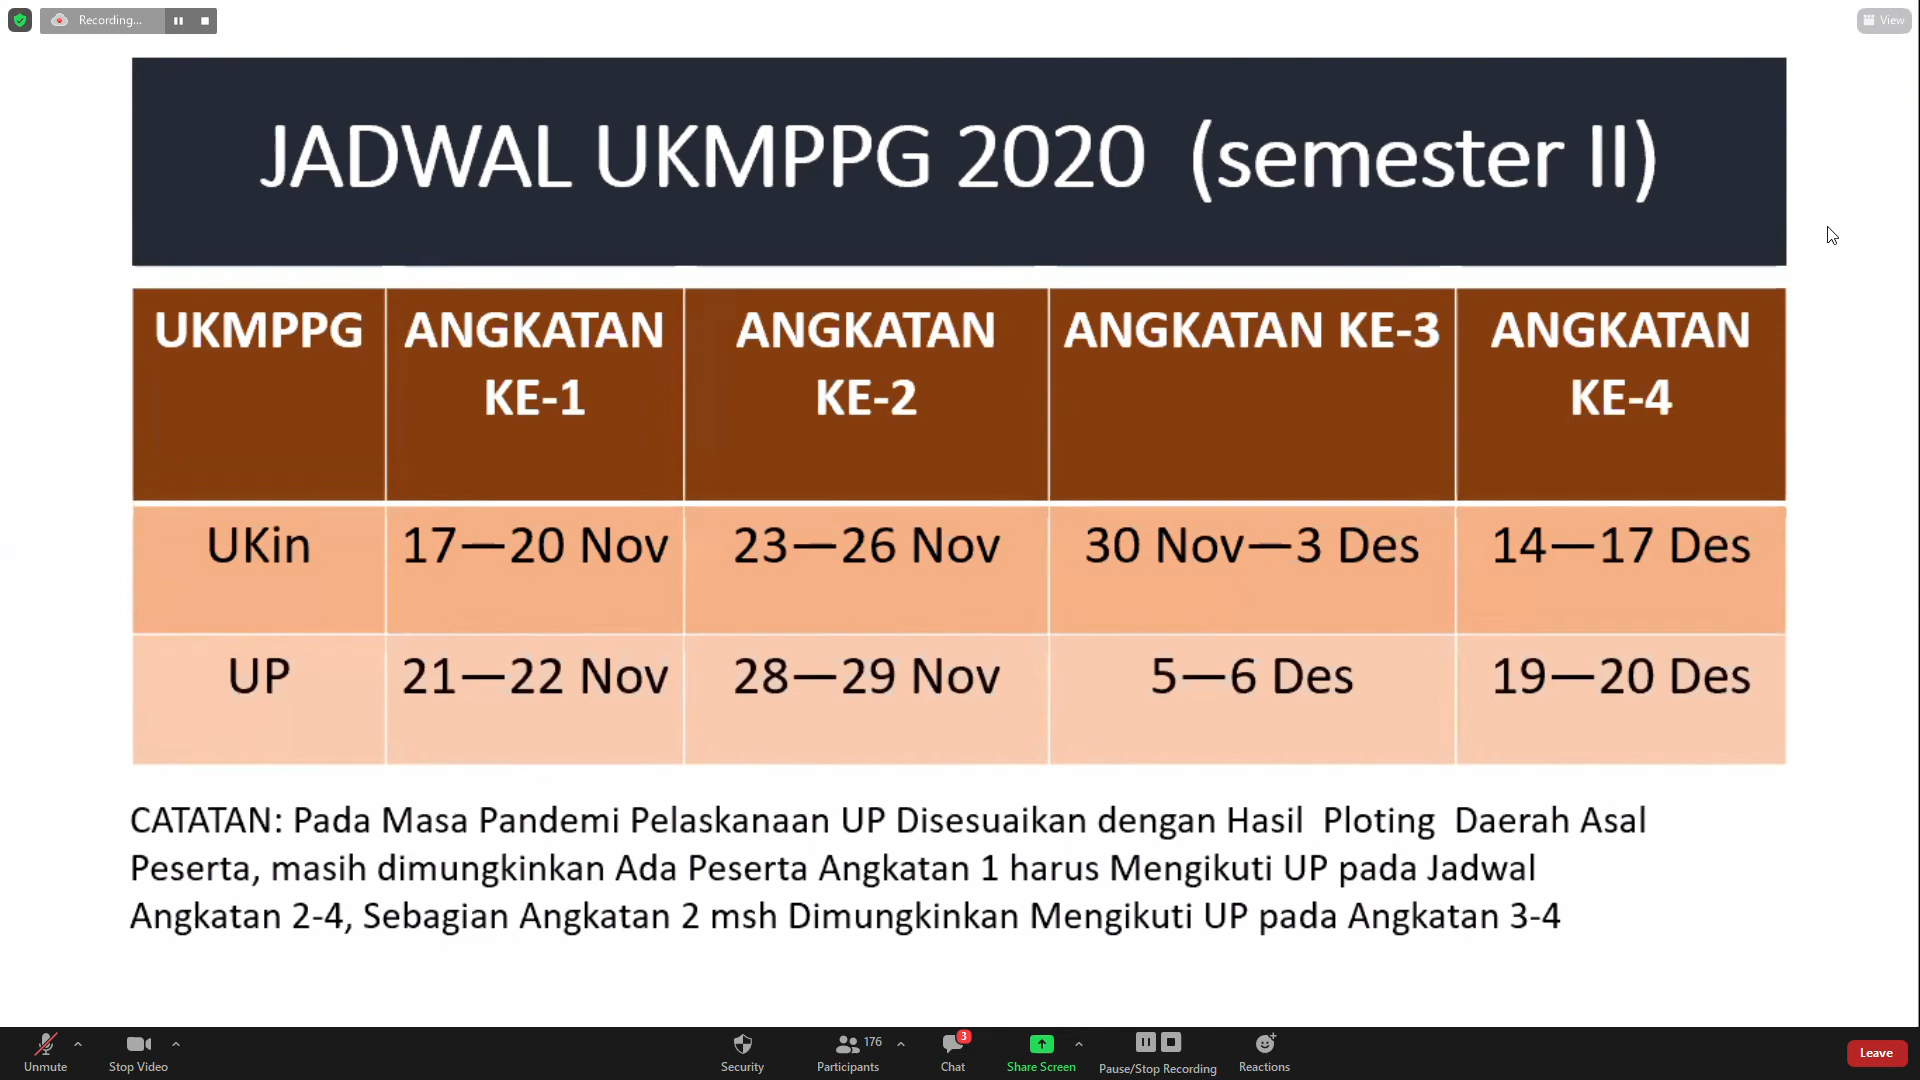 Recording...
View
JADWAL UKMPPG 2020 (semester II)
UKMPPG
ANGKATAN
KE-1
ANGKATAN
KE-2
ANGKATAN KE-3
ANGKATAN
KE-4
UKin
17—20 Nov
23—26 Nov
30 Nov—3 Des
14—17 Des
UP
21—22 Nov
28—29 Nov
5—6 Des
19—20 Des
CATATAN: Pada Masa Pandemi Pelaskanaan UP Disesuaikan dengan Hasil Ploting Daerah Asal
Peserta, masih dimungkinkan Ada Peserta Angkatan 1 harus Mengikuti UP pada Jadwal
Angkatan 2-4, Sebagian Angkatan 2 msh Dimungkinkan Mengikuti UP pada Angkatan 3-4
Unmute
Stop Video
Security
176
Participants
3
Chat
Share Screen
Pause/Stop Recording
Reactions
Leave